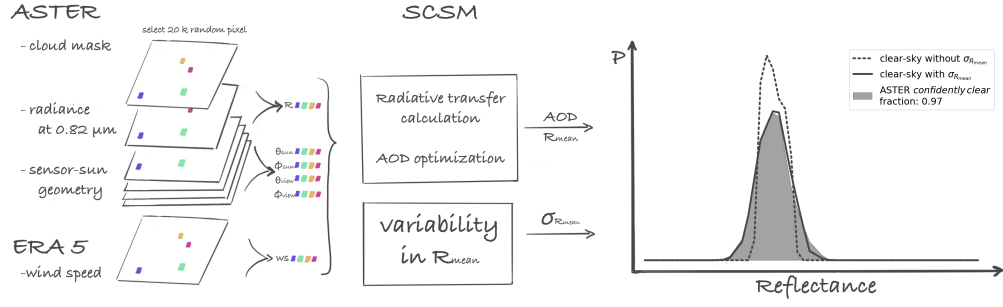 ASTER
select 20 k random pixel
- cloud mask
- radiance
at 0.82 µm
- sensor-sun
geometry
ERA 5
-wind speed
R
θsun
ϕsun
θview
ϕview
ws
SCSM
Radiative transfer
calculation
AOD optimization
variability
in Rmean
AOD
Rmean
σRmean
P
clear-sky without σRmean
clear-sky with σRmean
ASTER confidently clear
fraction: 0.97
Reflectance